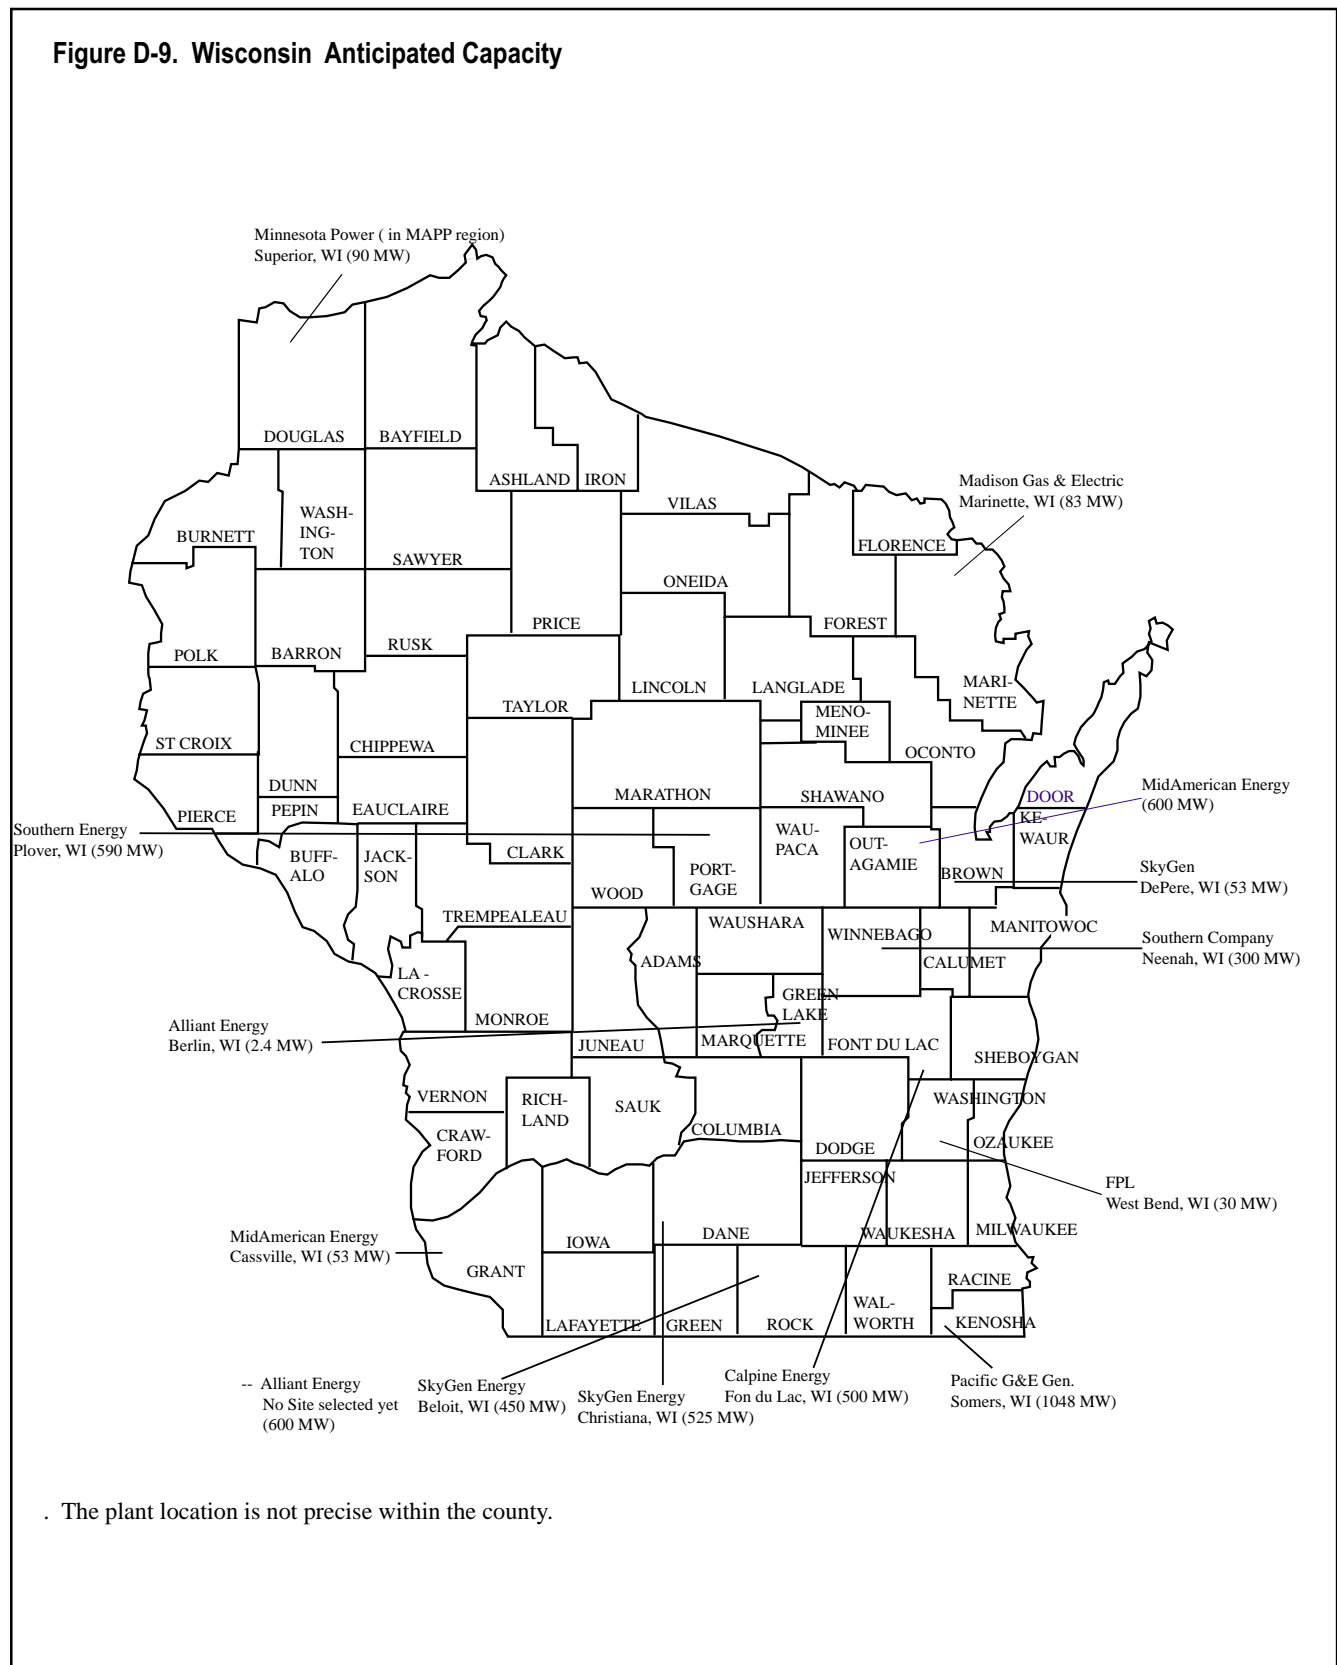 Figure D-9. Wisconsin Anticipated Capacity
Minnesota Power ( in MAPP region)
Superior, WI (90 MW)
DOUGLAS
BAYFIELD
ASHLAND
IRON
Madison Gas & Electric
Marinette, WI (83 MW)
VILAS
WASH-
ING-
TON
BURNETT
FLORENCE
SAWYER
ONEIDA
PRICE
FOREST
RUSK
POLK
BARRON
LINCOLN
LANGLADE
MARI-
NETTE
TAYLOR
MENO-
MINEE
ST CROIX
CHIPPEWA
OCONTO
DUNN
MidAmerican Energy
(600 MW)
MARATHON
SHAWANO
DOOR
PEPIN
EAUCLAIRE
PIERCE
KE-
WAUR
Southern Energy
Plover, WI (590 MW)
WAU-
PACA
OUT-
AGAMIE
CLARK
BUFF-
ALO
JACK-
SON
PORT-
GAGE
BROWN
SkyGen
DePere, WI (53 MW)
WOOD
TREMPEALEAU
WAUSHARA
WINNEBAGO
MANITOWOC
Southern Company
Neenah, WI (300 MW)
ADAMS
CALUMET
LA -
CROSSE
GREEN
LAKE
MONROE
Alliant Energy
Berlin, WI (2.4 MW)
JUNEAU
MARQUETTE
FONT DU LAC
SHEBOYGAN
VERNON
RICH-
LAND
SAUK
WASHINGTON
COLUMBIA
CRAW-
FORD
DODGE
OZAUKEE
JEFFERSON
FPL
West Bend, WI (30 MW)
MidAmerican Energy
Cassville, WI (53 MW)
IOWA
DANE
WAUKESHA
MILWAUKEE
GRANT
RACINE
WAL-
WORTH
LAFAYETTE
GREEN
ROCK
KENOSHA
-- Alliant Energy
No Site selected yet
(600 MW)
SkyGen Energy
Beloit, WI (450 MW)
SkyGen Energy
Christiana, WI (525 MW)
Calpine Energy
Fon du Lac, WI (500 MW)
Pacific G&E Gen.
Somers, WI (1048 MW)
. The plant location is not precise within the county.